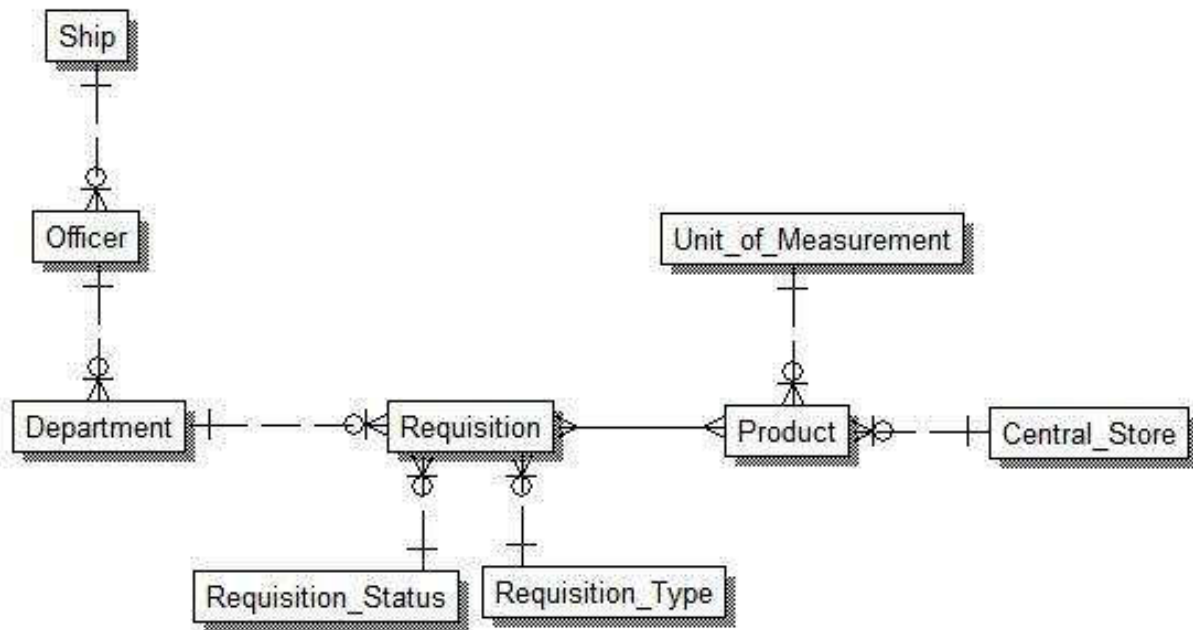 Ship
Officer
Unit_of_Measurement
Department
Requisition
Product
Central_Store
Requisition_Status
Requisition_Type